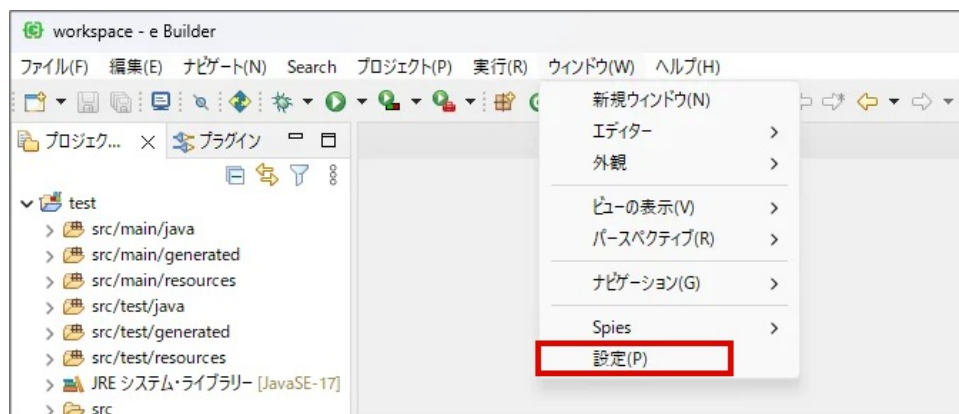 workspace - e Builder
ファイル(F) 編集(E) ナビゲート(N) Search プロジェクト(P) 実行(R) ウィンドウ(W) ヘルプ(H)
新規ウィンドウ(N)
エディター
外観
ビューの表示(V)
パースペクティブ(R)
ナビゲーション(G)
Spies
設定(P)
プロジェク... プラグイン
test
src/main/java
src/main/generated
src/main/resources
src/test/java
src/test/generated
src/test/resources
JRE システム・ライブラリー [JavaSE-17]
src